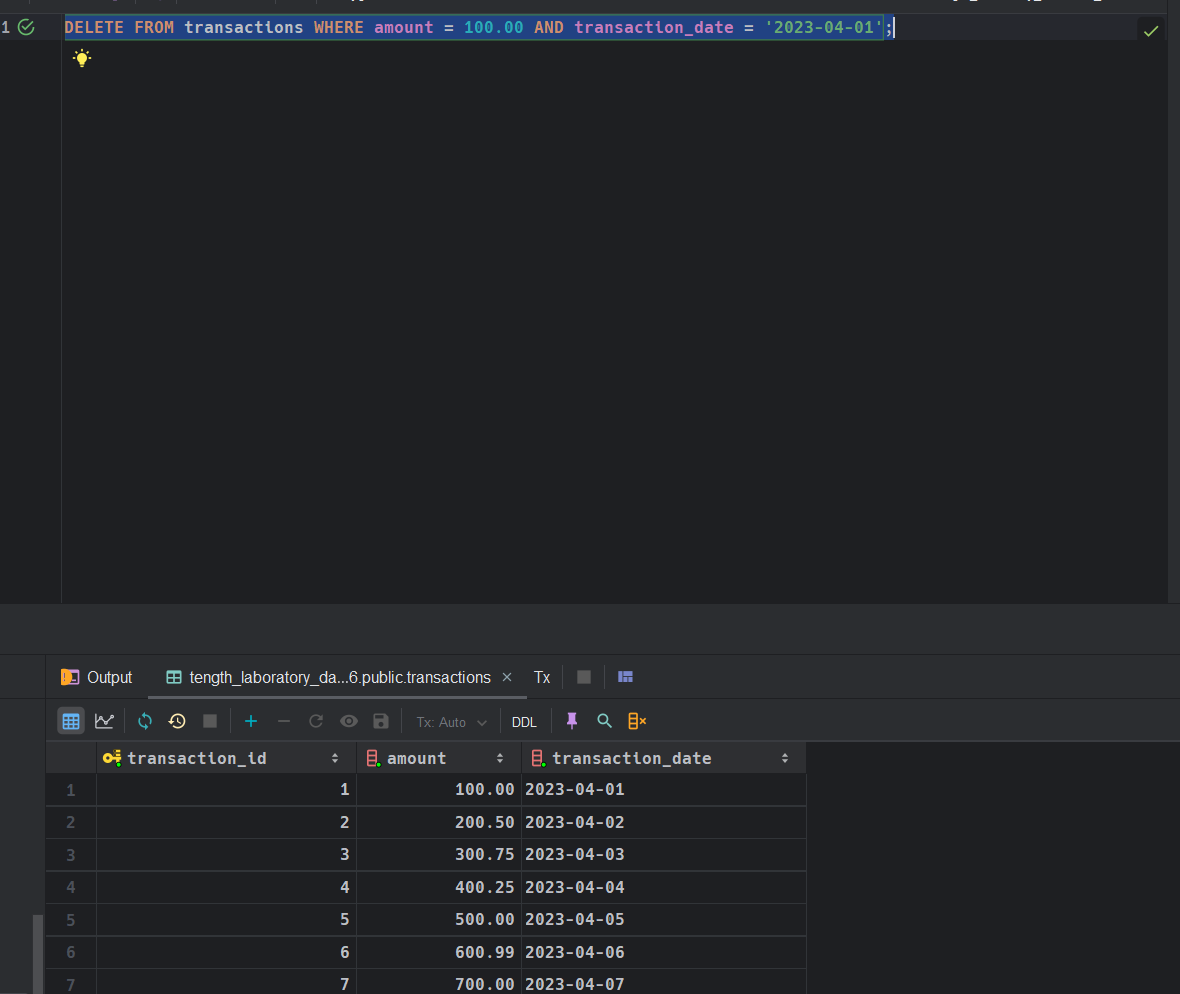 1 DELETE FROM transactions WHERE amount = 100.00 AND transaction_date = '2023-04-01';
Output tength_laboratory_da...6.public.transactions × Tx
Tx: Auto DDL
transaction_id amount transaction_date
1 1 100.00 2023-04-01
2 2 200.50 2023-04-02
3 3 300.75 2023-04-03
4 4 400.25 2023-04-04
5 5 500.00 2023-04-05
6 6 600.99 2023-04-06
7 7 700.00 2023-04-07